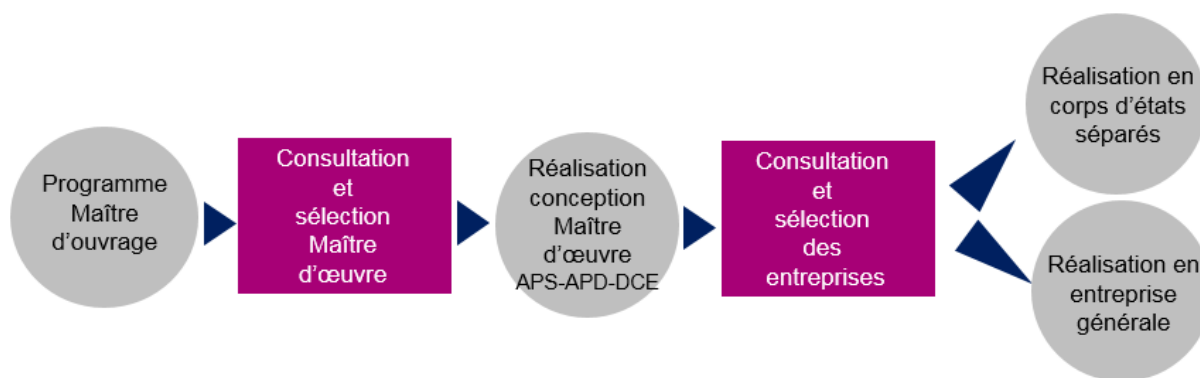 Programme
Maître
d'ouvrage
Consultation
et
sélection
Maître
d'œuvre
Réalisation
conception
Maître
d'œuvre
APS-APD-DCE
Consultation
et
sélection
des
entreprises
Réalisation en
corps d'états
séparés
Réalisation en
entreprise
générale